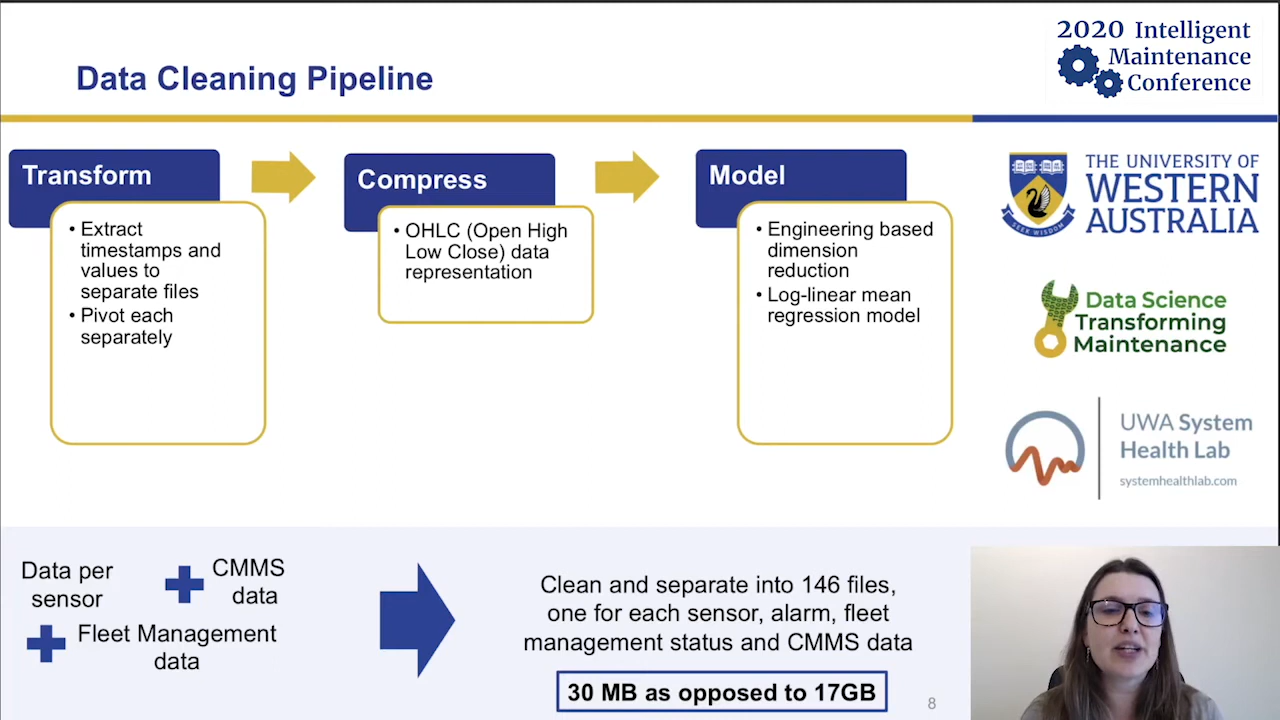 2020 Intelligent
Maintenance
Conference
Data Cleaning Pipeline
Transform
• Extract
timestamps and
values to
separate files
• Pivot each
separately
Compress
• OHLC (Open High
Low Close) data
representation
Model
• Engineering based
dimension
reduction
• Log-linear mean
regression model
THE UNIVERSITY OF
WESTERN
AUSTRALIA
SEEK WISDOM
Data Science
Transforming
Maintenance
UWA System
Health Lab
systemhealthlab.com
Data per
sensor
CMMS
data
Fleet Management
data
Clean and separate into 146 files,
one for each sensor, alarm, fleet
management status and CMMS data
30 MB as opposed to 17GB
8